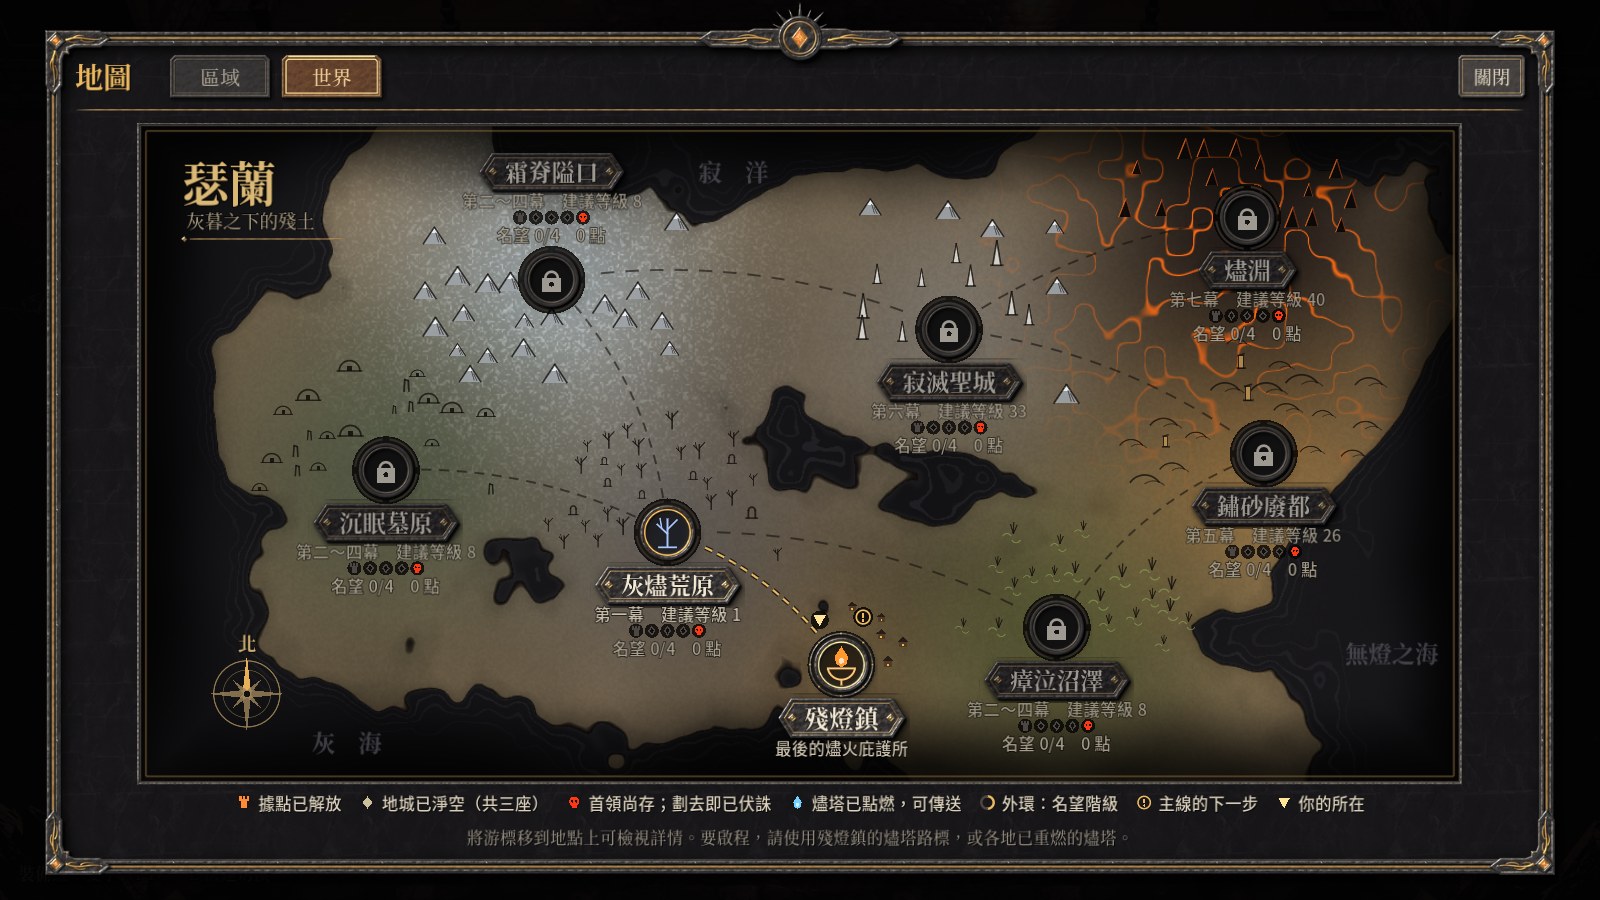 地圖
區域
世界
關閉
瑟蘭
灰暮之下的殘土
霜脊隘口
第二～四幕　建議等級 8
名望 0/4　0 點
寂 洋
燼淵
第七幕　建議等級 40
名望 0/4　0 點
寂滅聖城
第六幕　建議等級 33
名望 0/4　0 點
沉眠墓原
第二～四幕　建議等級 8
名望 0/4　0 點
鏽砂廢都
第五幕　建議等級 26
名望 0/4　0 點
灰燼荒原
第一幕　建議等級 1
名望 0/4　0 點
無燈之海
瘴泣沼澤
第二～四幕　建議等級 8
名望 0/4　0 點
殘燈鎮
最後的燼火庇護所
北
灰 海
據點已解放　地城已淨空（共三座）　首領尚存；劃去即已伏誅　燼塔已點燃，可傳送　外環：名望階級　主線的下一步　你的所在
將游標移到地點上可檢視詳情。要啟程，請使用殘燈鎮的燼塔路標，或各地已重燃的燼塔。